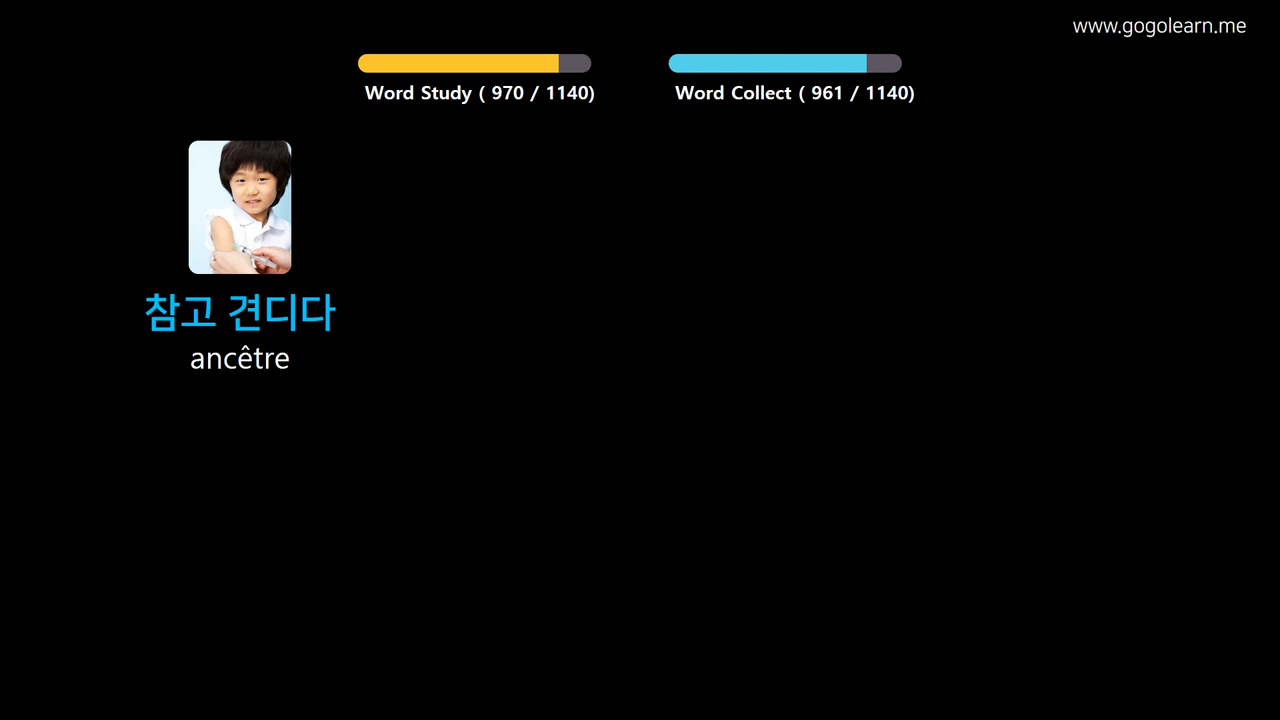 www.gogolearn.me
Word Study ( 970 / 1140)
Word Collect ( 961 / 1140)
참고 견디다
ancêtre